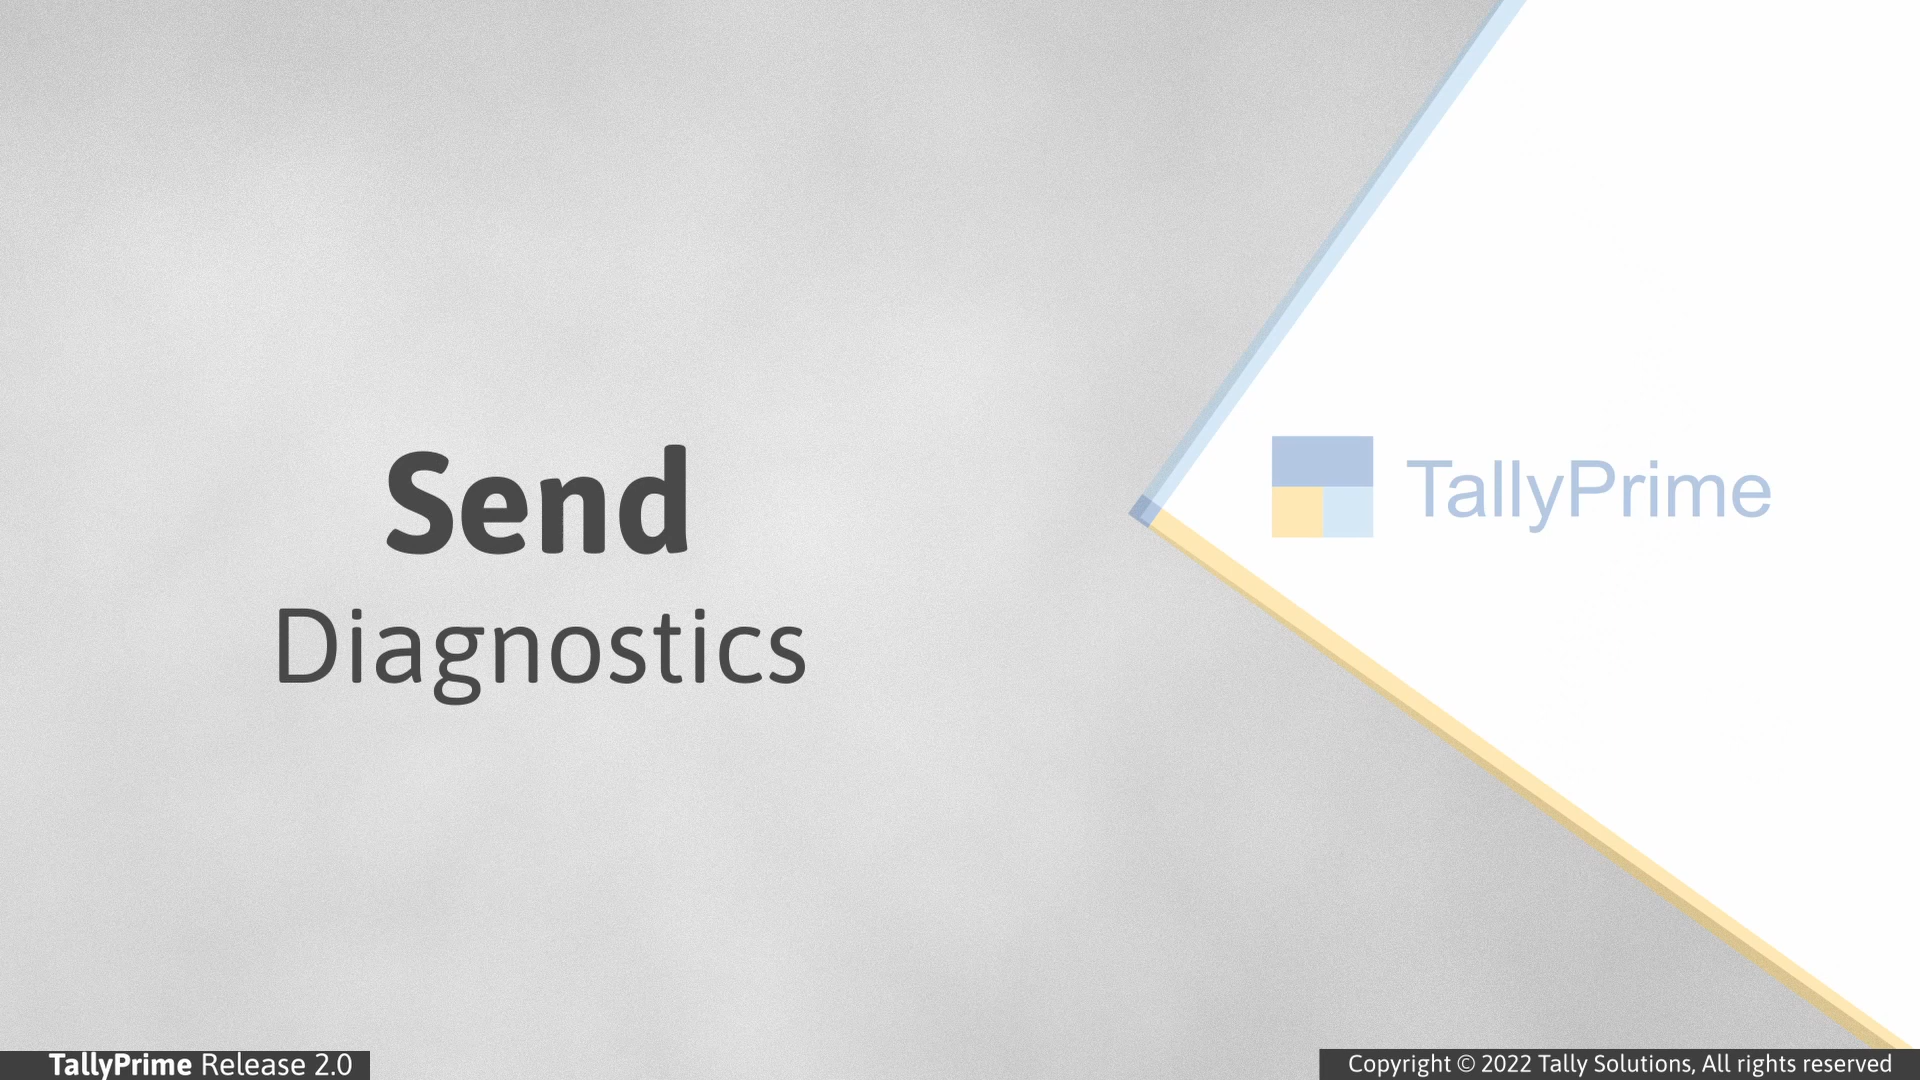 Send
Diagnostics
TallyPrime
TallyPrime Release 2.0
Copyright © 2022 Tally Solutions, All rights reserved